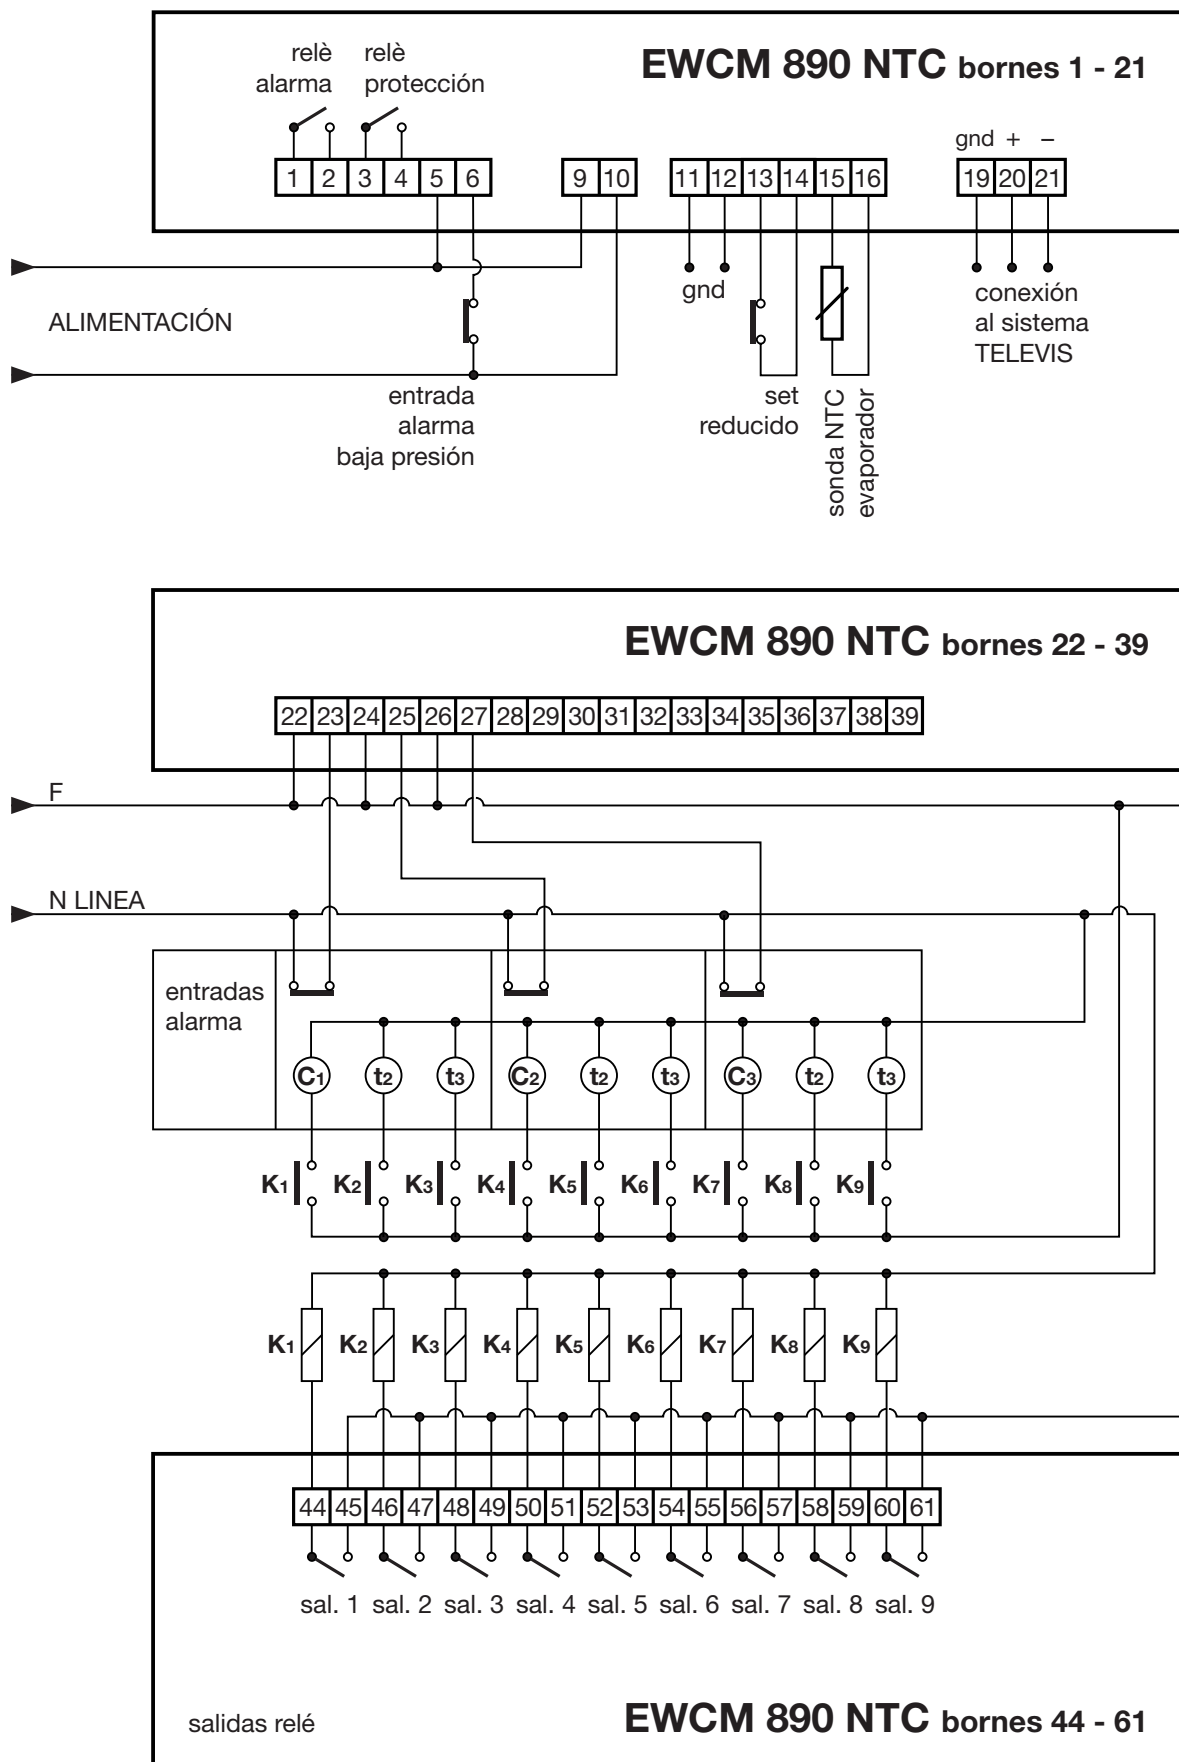 EWCM 890 NTC bornes 1 - 21
relè alarma
relè protección
gnd + –
1 2 3 4 5 6
9 10
11 12 13 14 15 16
19 20 21
ALIMENTACIÓN
entrada
alarma
baja presión
gnd
set
reducido
sonda NTC
evaporador
conexión
al sistema
TELEVIS
EWCM 890 NTC bornes 22 - 39
22 23 24 25 26 27 28 29 30 31 32 33 34 35 36 37 38 39
F
N LINEA
entradas
alarma
C1 t2 t3 C2 t2 t3 C3 t2 t3
K1 K2 K3 K4 K5 K6 K7 K8 K9
K1 K2 K3 K4 K5 K6 K7 K8 K9
44 45 46 47 48 49 50 51 52 53 54 55 56 57 58 59 60 61
sal. 1 sal. 2 sal. 3 sal. 4 sal. 5 sal. 6 sal. 7 sal. 8 sal. 9
salidas relé
EWCM 890 NTC bornes 44 - 61